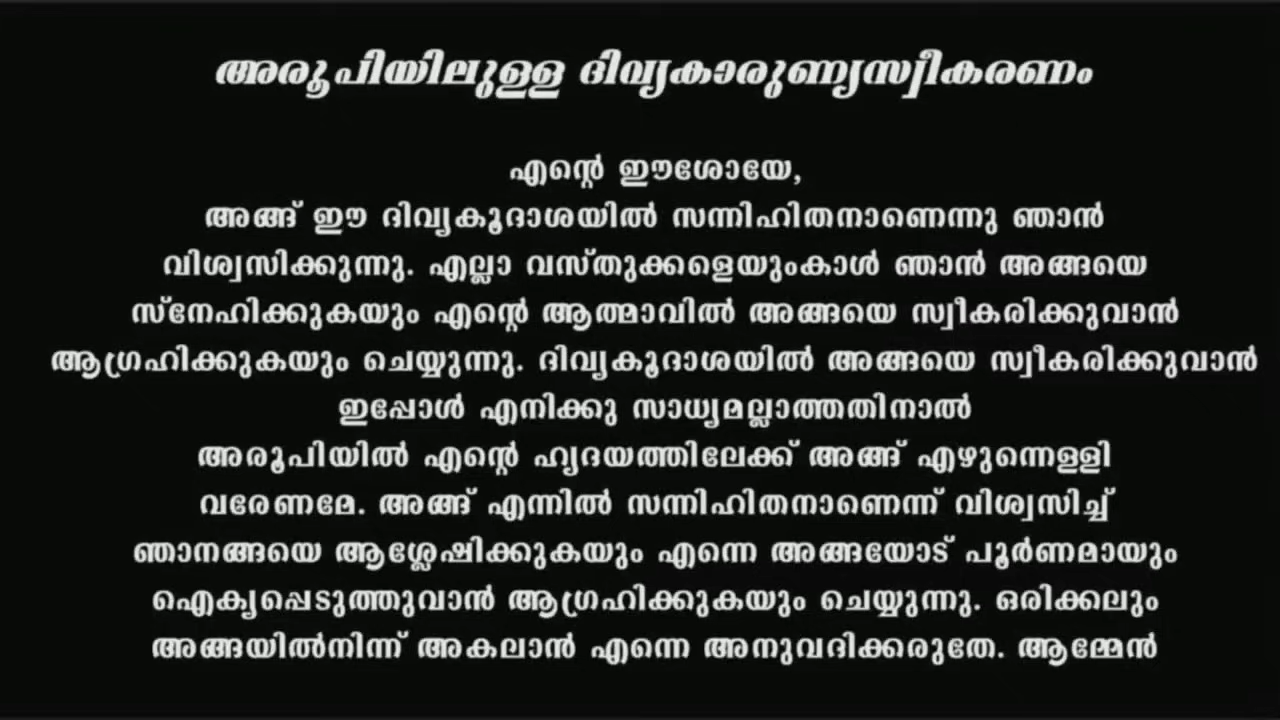 അരൂപിയിലുള്ള ദിവ്യകാരുണ്യസ്വീകരണം
എന്റെ ഈശോയേ,
അങ്ങ് ഈ ദിവ്യകൂദാശയിൽ സന്നിഹിതനാണെന്നു ഞാൻ
വിശ്വസിക്കുന്നു. എല്ലാ വസ്തുക്കളെയുംകാൾ ഞാൻ അങ്ങയെ
സ്നേഹിക്കുകയും എന്റെ ആത്മാവിൽ അങ്ങയെ സ്വീകരിക്കുവാൻ
ആഗ്രഹിക്കുകയും ചെയ്യുന്നു. ദിവ്യകൂദാശയിൽ അങ്ങയെ സ്വീകരിക്കുവാൻ
ഇപ്പോൾ എനിക്കു സാധ്യമല്ലാത്തതിനാൽ
അരൂപിയിൽ എന്റെ ഹൃദയത്തിലേക്ക് അങ്ങ് എഴുന്നെള്ളി
വരേണമേ. അങ്ങ് എന്നിൽ സന്നിഹിതനാണെന്ന് വിശ്വസിച്ച്
ഞാനങ്ങയെ ആശ്ലേഷിക്കുകയും എന്നെ അങ്ങയോട് പൂർണമായും
ഐക്യപ്പെടുത്തുവാൻ ആഗ്രഹിക്കുകയും ചെയ്യുന്നു. ഒരിക്കലും
അങ്ങയിൽനിന്ന് അകലാൻ എന്നെ അനുവദിക്കരുതേ. ആമ്മേൻ